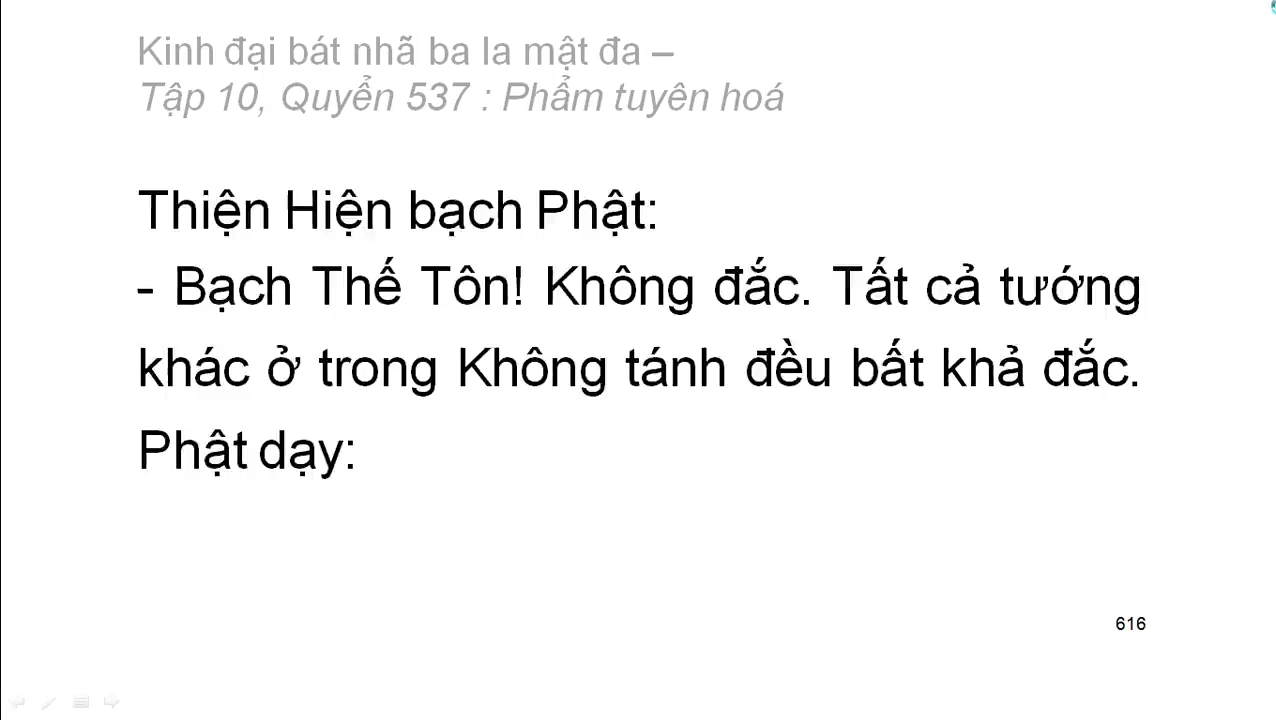 Kinh đại bát nhã ba la mật đa –
Tập 10, Quyển 537 : Phẩm tuyên hoá
Thiện Hiện bạch Phật:
- Bạch Thế Tôn! Không đắc. Tất cả tướng
khác ở trong Không tánh đều bất khả đắc.
Phật dạy:
616